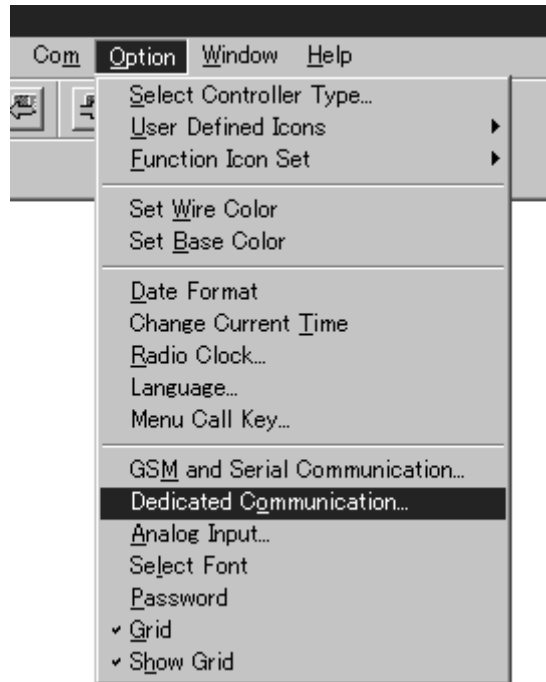 Com Option Window Help
Select Controller Type...
User Defined Icons
Function Icon Set
Set Wire Color
Set Base Color
Date Format
Change Current Time
Radio Clock...
Language...
Menu Call Key...
GSM and Serial Communication...
Dedicated Communication...
Analog Input...
Select Font
Password
Grid
Show Grid